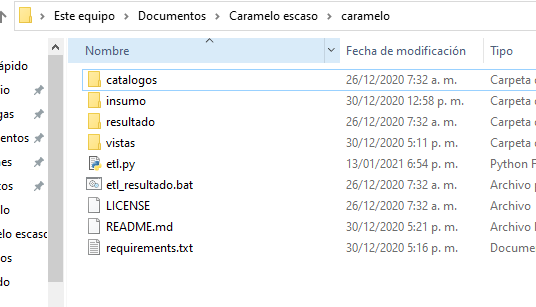 Este equipo > Documentos > Caramelo escaso > caramelo
Nombre Fecha de modificación Tipo
ápido
catalogos 26/12/2020 7:32 a. m. Carpeta
io
insumo 30/12/2020 12:58 p. m. Carpeta
gas
resultado 26/12/2020 7:32 a. m. Carpeta
entos
vistas 30/12/2020 5:11 p. m. Carpeta
nes
etl.py 13/01/2021 6:54 p. m. Python F
tos
etl_resultado.bat 26/12/2020 7:32 a. m. Archivo
lo
LICENSE 26/12/2020 7:32 a. m. Archivo
elo escaso
README.md 30/12/2020 5:21 p. m. Archivo
os
requirements.txt 30/12/2020 5:16 p. m. Docume
do